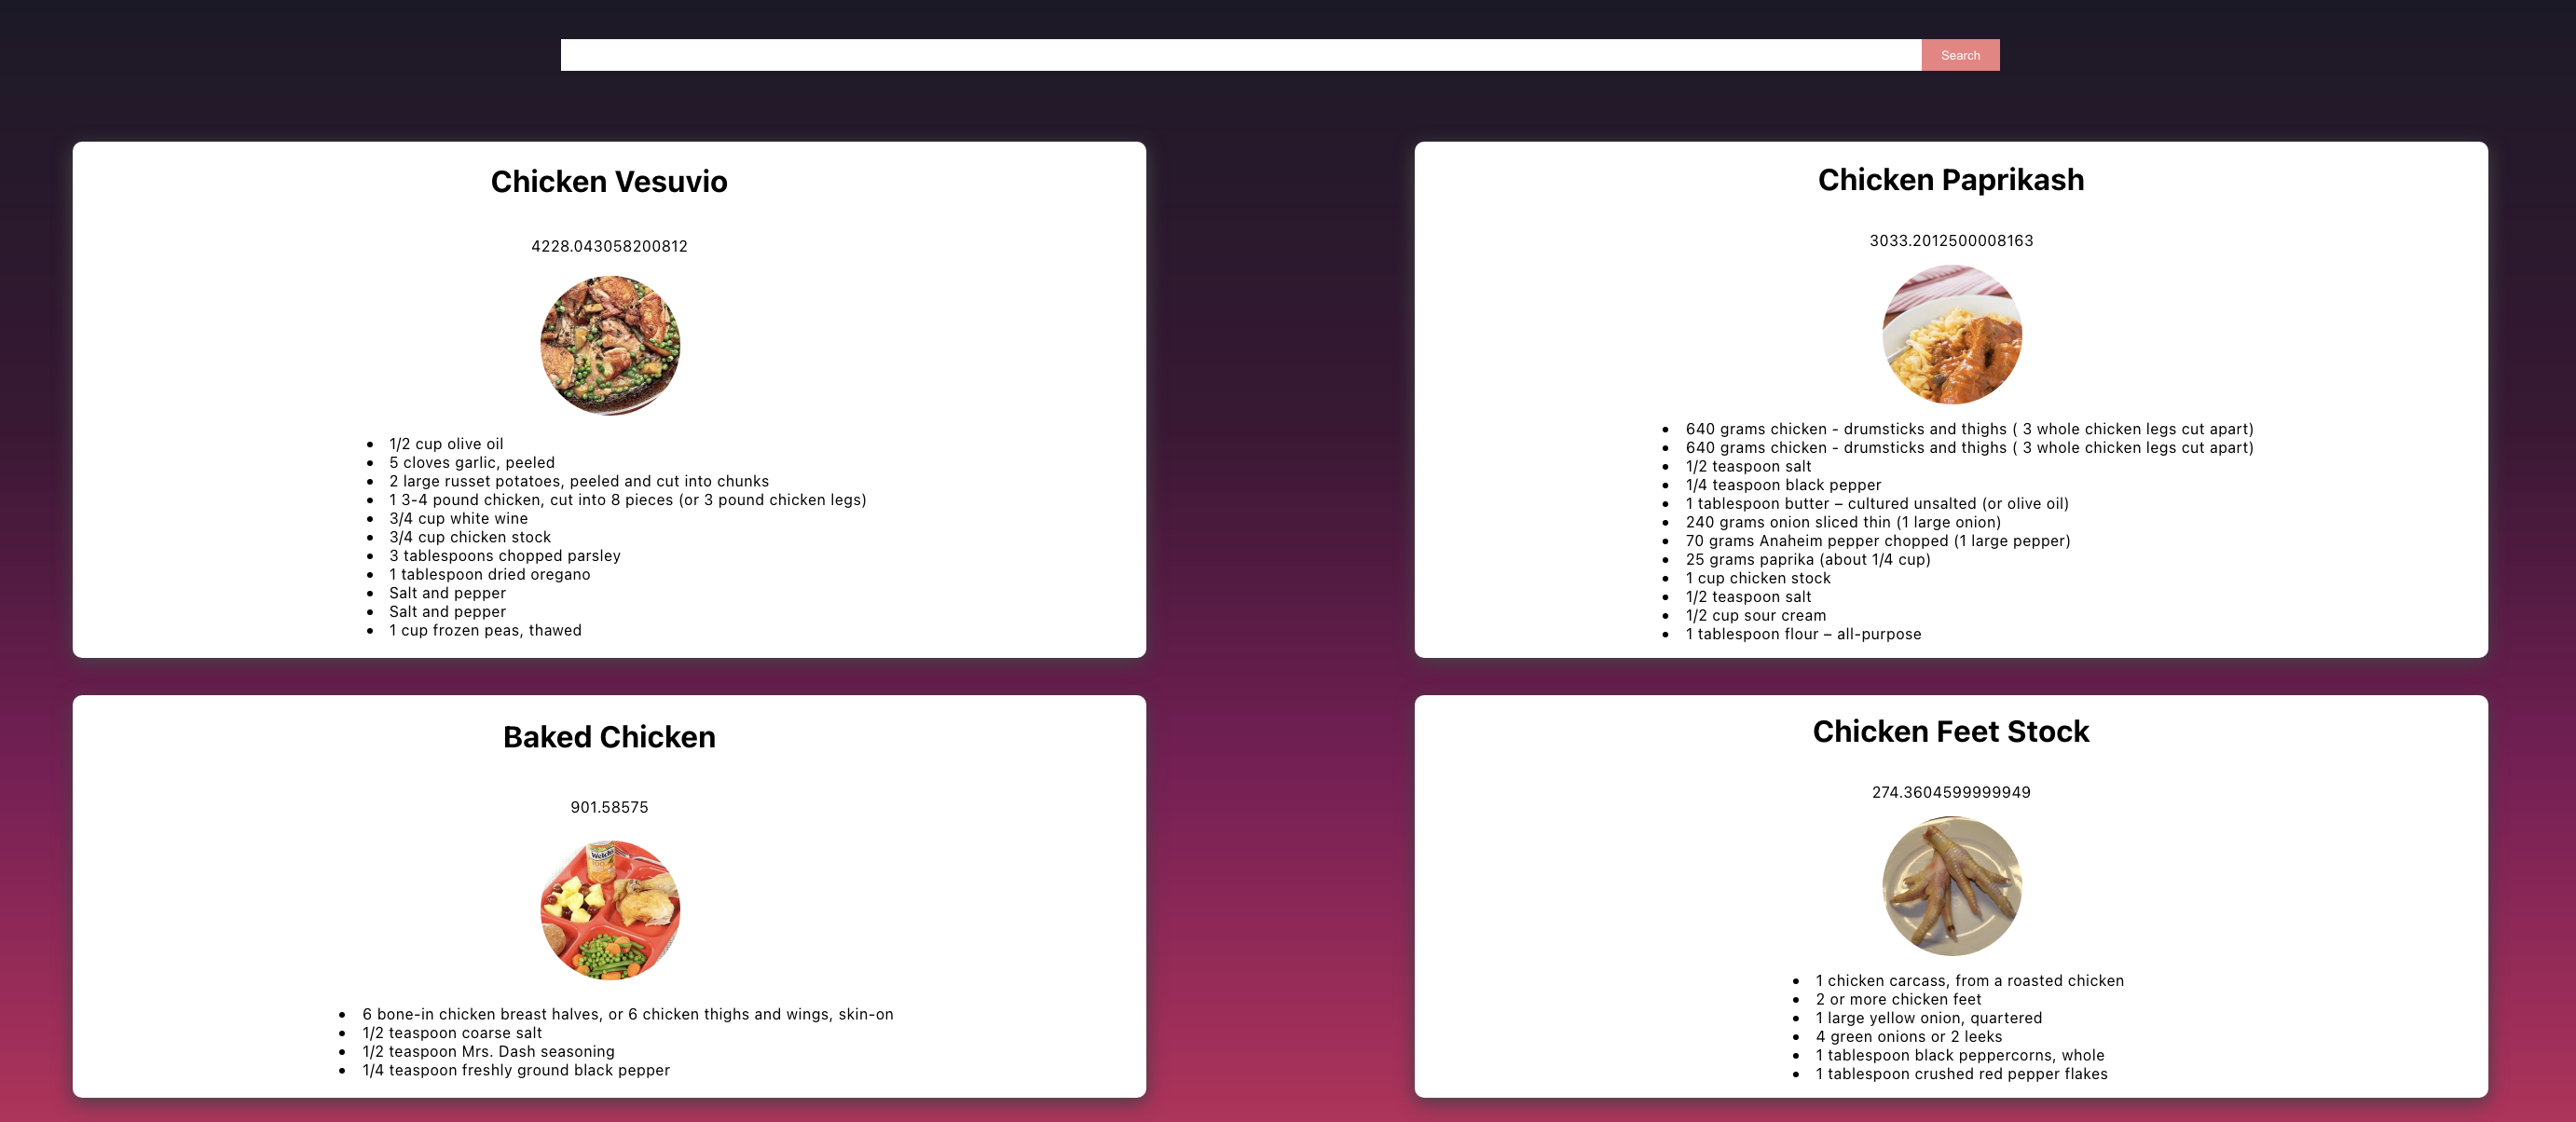 Search
Chicken Vesuvio
4228.043058200812
1/2 cup olive oil
5 cloves garlic, peeled
2 large russet potatoes, peeled and cut into chunks
1 3-4 pound chicken, cut into 8 pieces (or 3 pound chicken legs)
3/4 cup white wine
3/4 cup chicken stock
3 tablespoons chopped parsley
1 tablespoon dried oregano
Salt and pepper
Salt and pepper
1 cup frozen peas, thawed
Chicken Paprikash
3033.2012500008163
640 grams chicken - drumsticks and thighs ( 3 whole chicken legs cut apart)
640 grams chicken - drumsticks and thighs ( 3 whole chicken legs cut apart)
1/2 teaspoon salt
1/4 teaspoon black pepper
1 tablespoon butter – cultured unsalted (or olive oil)
240 grams onion sliced thin (1 large onion)
70 grams Anaheim pepper chopped (1 large pepper)
25 grams paprika (about 1/4 cup)
1 cup chicken stock
1/2 teaspoon salt
1/2 cup sour cream
1 tablespoon flour – all-purpose
Baked Chicken
901.58575
Welch's
6 bone-in chicken breast halves, or 6 chicken thighs and wings, skin-on
1/2 teaspoon coarse salt
1/2 teaspoon Mrs. Dash seasoning
1/4 teaspoon freshly ground black pepper
Chicken Feet Stock
274.3604599999949
1 chicken carcass, from a roasted chicken
2 or more chicken feet
1 large yellow onion, quartered
4 green onions or 2 leeks
1 tablespoon black peppercorns, whole
1 tablespoon crushed red pepper flakes